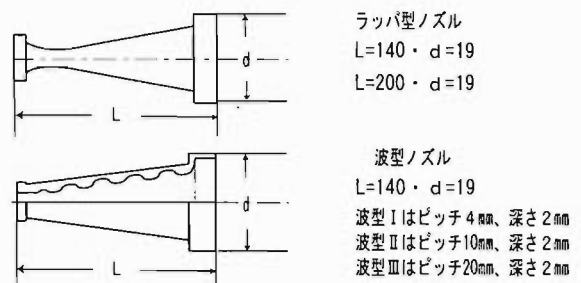 ラッパ型ノズル
L=140・d=19
L=200・d=19
d
L
波型ノズル
L=140・d=19
波型Ⅰはピッチ4㎜、深さ2㎜
波型Ⅱはピッチ10㎜、深さ2㎜
波型Ⅲはピッチ20㎜、深さ2㎜
d
L